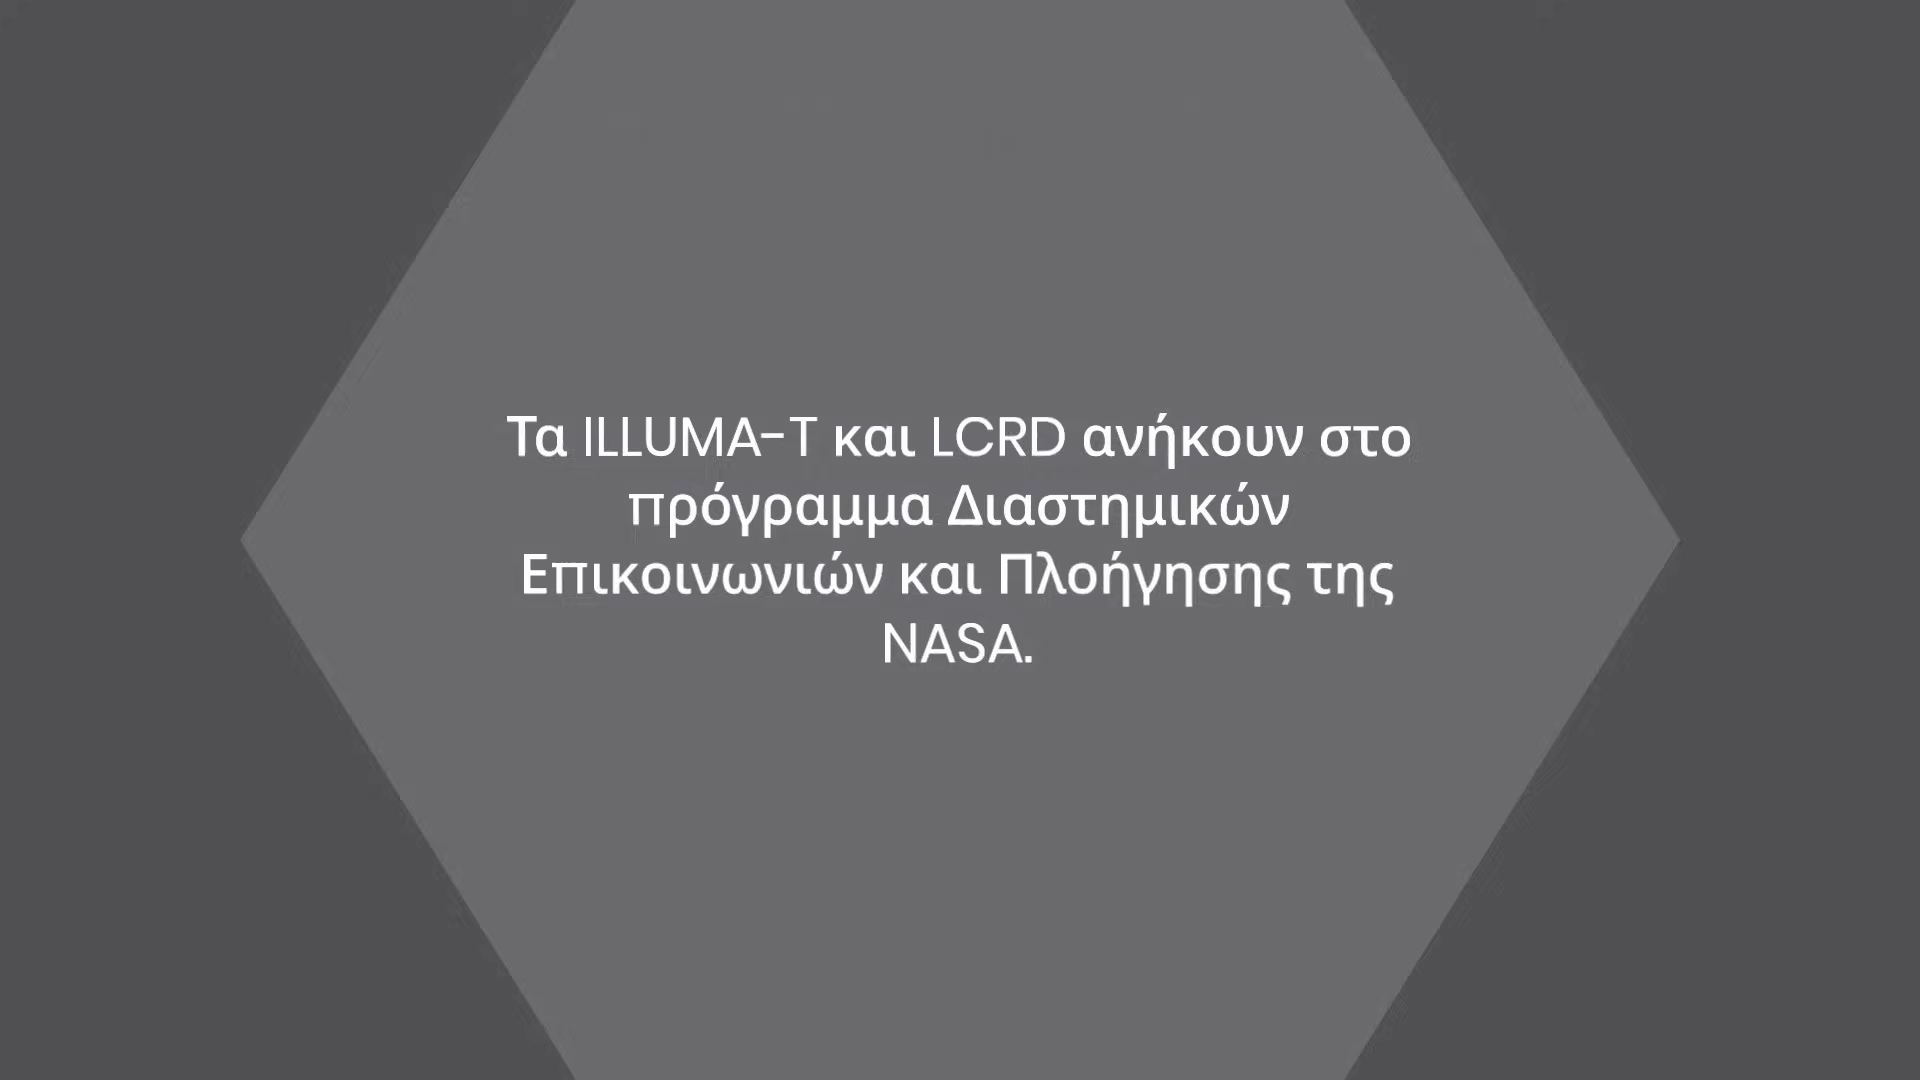 Τα ILLUMA-T και LCRD ανήκουν στο
πρόγραμμα Διαστημικών
Επικοινωνιών και Πλοήγησης της
NASA.